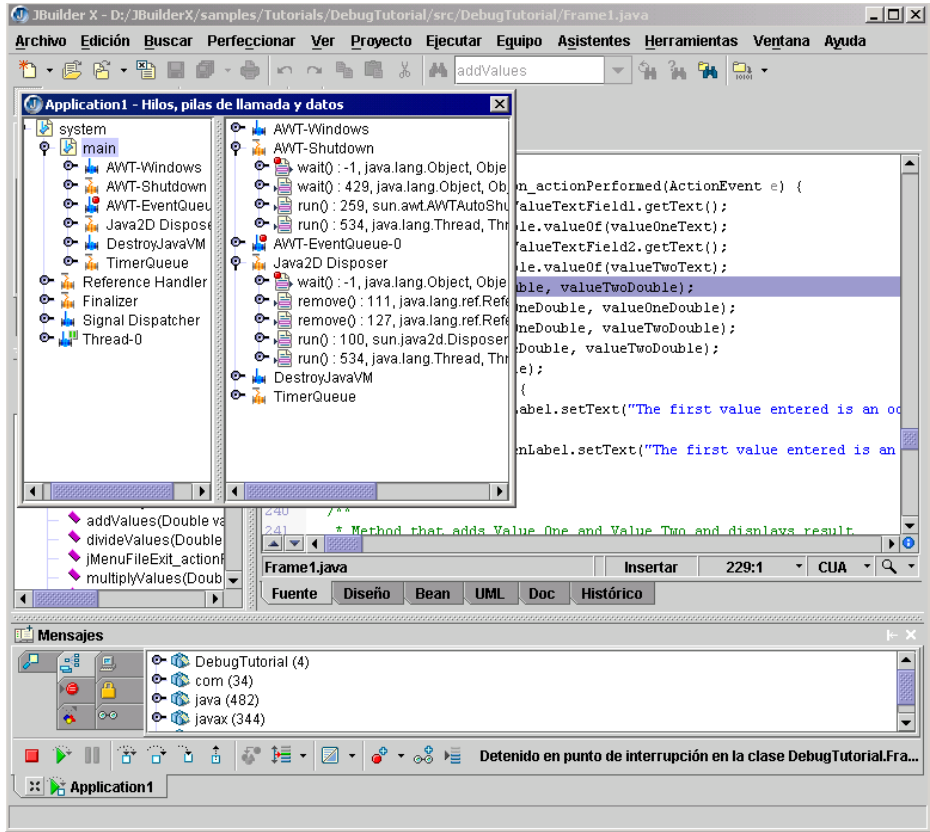 JBuilder X - D:/JBuilderX/samples/Tutorials/DebugTutorial/src/DebugTutorial/Frame1.java
Archivo Edición Buscar Perfeccionar Ver Proyecto Ejecutar Equipo Asistentes Herramientas Ventana Ayuda
addValues
Application1 - Hilos, pilas de llamada y datos
system
main
AWT-Windows
AWT-Shutdown
AWT-EventQueu
Java2D Dispose
DestroyJavaVM
TimerQueue
Reference Handler
Finalizer
Signal Dispatcher
Thread-0
AWT-Windows
AWT-Shutdown
wait() : -1, java.lang.Object, Obje
wait() : 429, java.lang.Object, Ob
run() : 259, sun.awt.AWTAutoShu
run() : 534, java.lang.Thread, Thr
AWT-EventQueue-0
Java2D Disposer
wait() : -1, java.lang.Object, Obje
remove() : 111, java.lang.ref.Refe
remove() : 127, java.lang.ref.Refe
run() : 100, sun.java2d.Disposer
run() : 534, java.lang.Thread, Thr
DestroyJavaVM
TimerQueue
n_actionPerformed(ActionEvent e) {
ValueTextField1.getText();
le.valueOf(valueOneText);
ValueTextField2.getText();
le.valueOf(valueTwoText);
uble, valueTwoDouble);
neDouble, valueOneDouble);
neDouble, valueTwoDouble);
Double, valueTwoDouble);
e);
{
abel.setText("The first value entered is an od
nLabel.setText("The first value entered is an
240 /**
241 * Method that adds Value One and Value Two and displays result
addValues(Double va
divideValues(Double
jMenuFileExit_actionF
multiplyValues(Doub
Frame1.java Insertar 229:1 CUA
Fuente Diseño Bean UML Doc Histórico
Mensajes
DebugTutorial (4)
com (34)
java (482)
javax (344)
Detenido en punto de interrupción en la clase DebugTutorial.Fra...
Application1